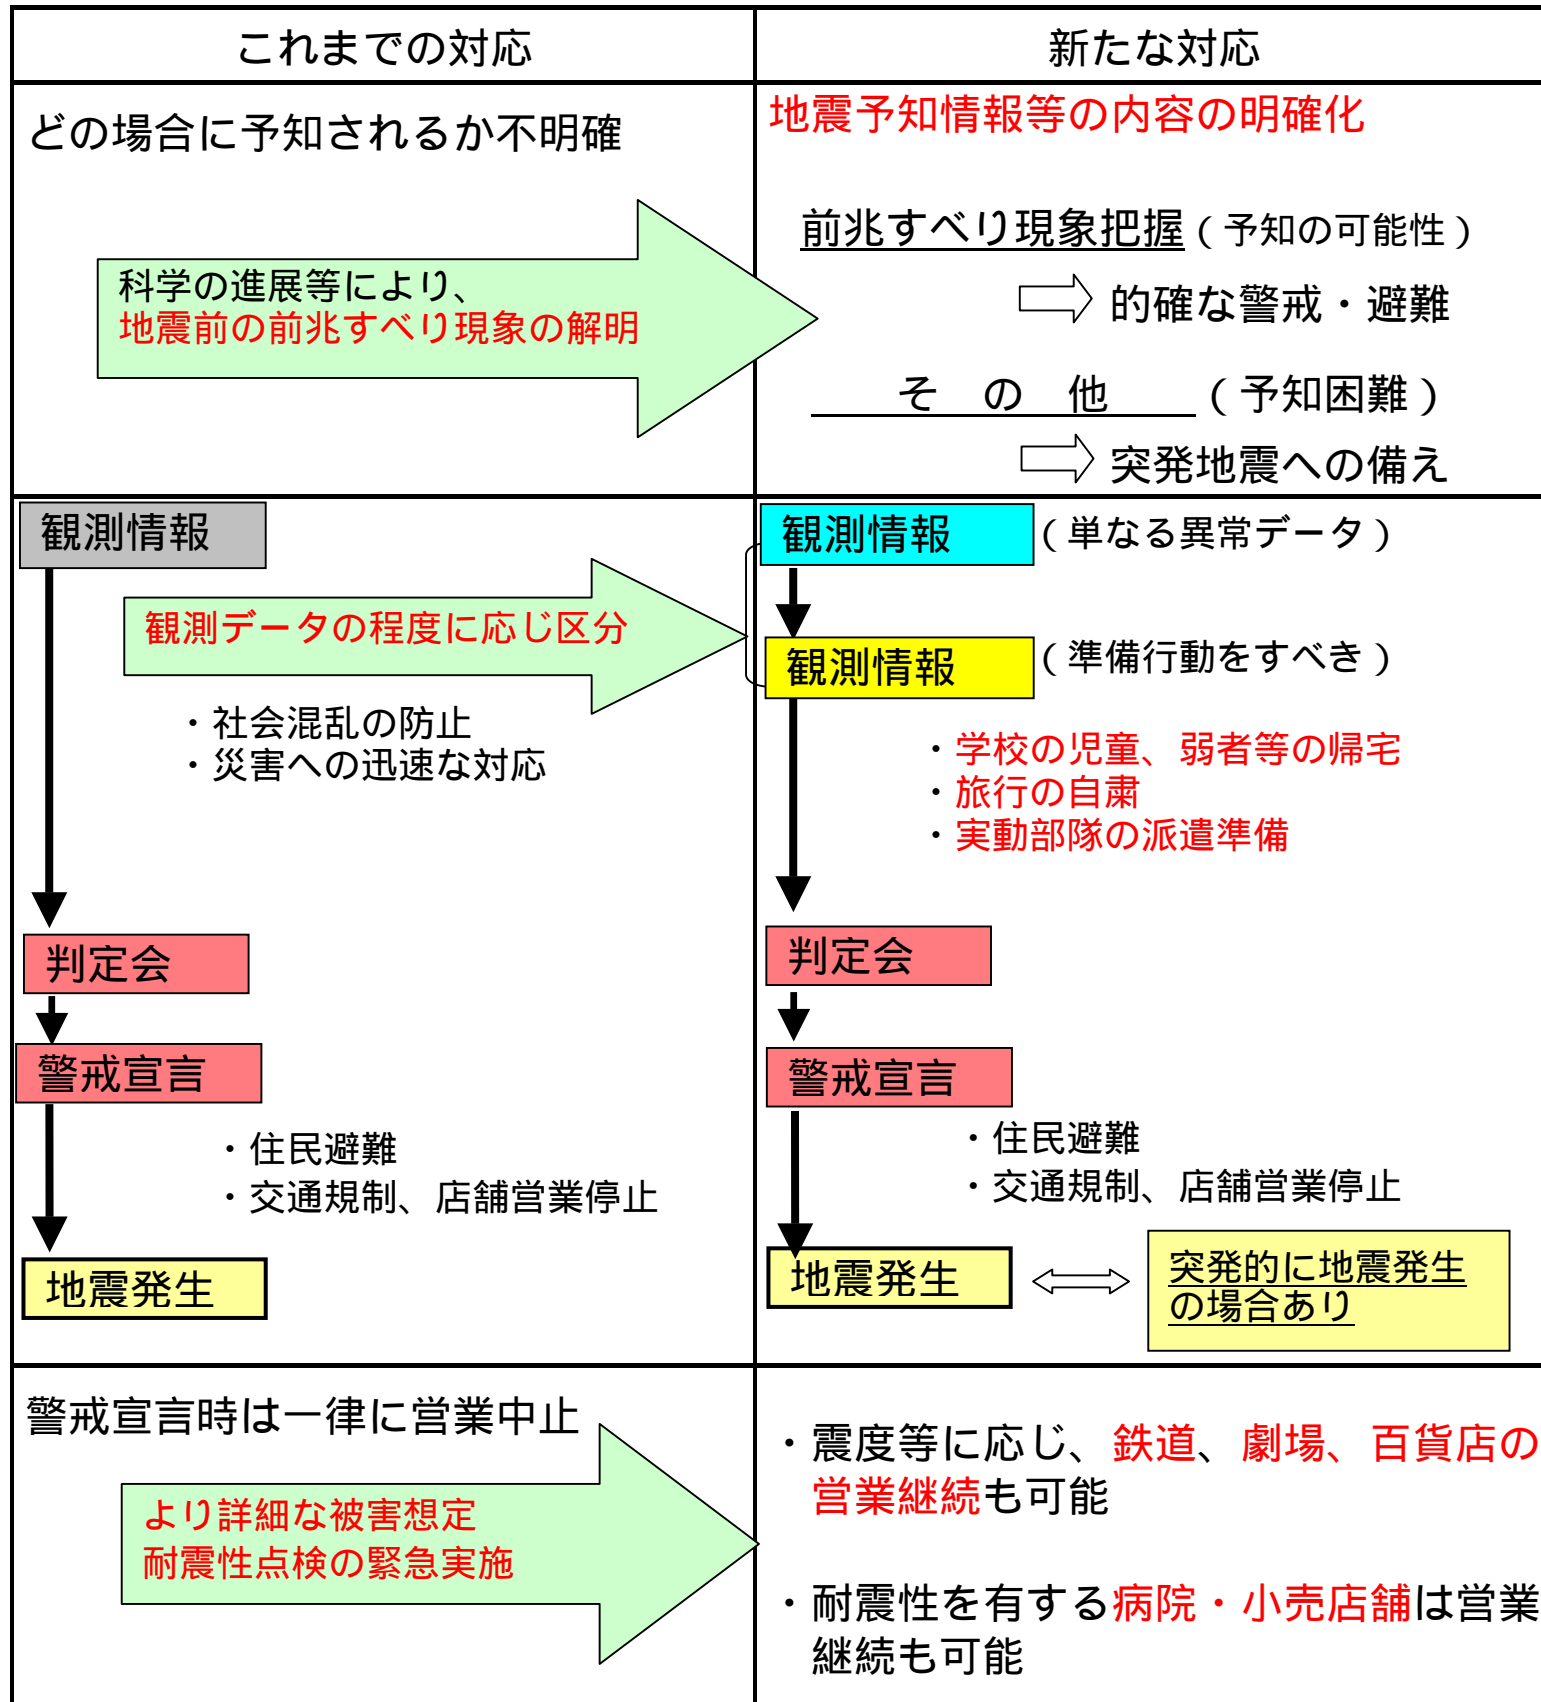 これまでの対応
新たな対応
どの場合に予知されるか不明確
科学の進展等により、
地震前の前兆すべり現象の解明
地震予知情報等の内容の明確化
前兆すべり現象把握（予知の可能性）
的確な警戒・避難
そ　の　他　（予知困難）
突発地震への備え
観測情報
観測データの程度に応じ区分
・社会混乱の防止
・災害への迅速な対応
判定会
警戒宣言
・住民避難
・交通規制、店舗営業停止
地震発生
観測情報（単なる異常データ）
観測情報（準備行動をすべき）
・学校の児童、弱者等の帰宅
・旅行の自粛
・実動部隊の派遣準備
判定会
警戒宣言
・住民避難
・交通規制、店舗営業停止
地震発生
突発的に地震発生
の場合あり
警戒宣言時は一律に営業中止
より詳細な被害想定
耐震性点検の緊急実施
・震度等に応じ、鉄道、劇場、百貨店の
営業継続も可能
・耐震性を有する病院・小売店舗は営業
継続も可能